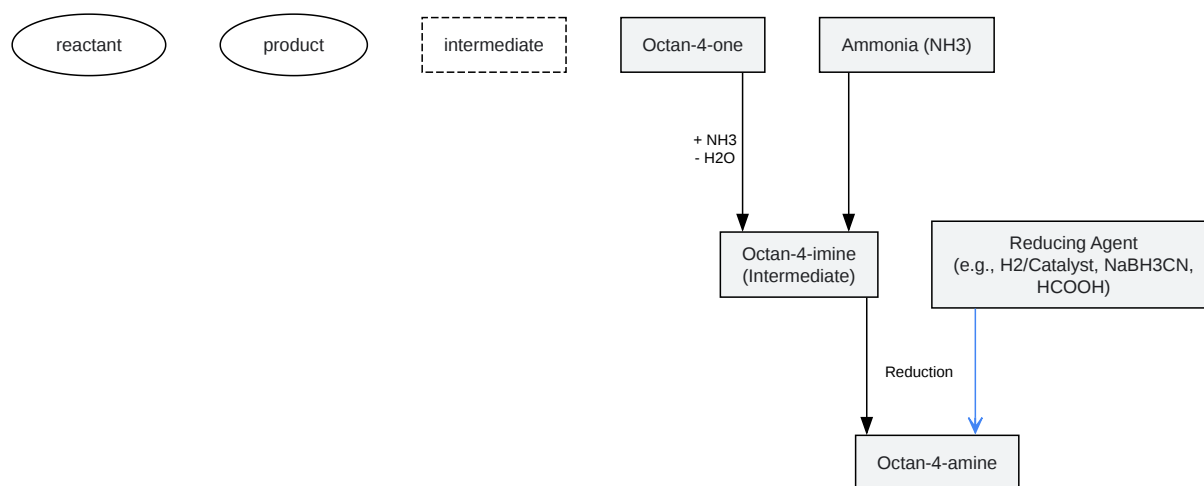 reactant
product
intermediate
Octan-4-one
Ammonia (NH3)
+ NH3
- H2O
Octan-4-imine
(Intermediate)
Reducing Agent
(e.g., H2/Catalyst, NaBH3CN,
HCOOH)
Reduction
Octan-4-amine